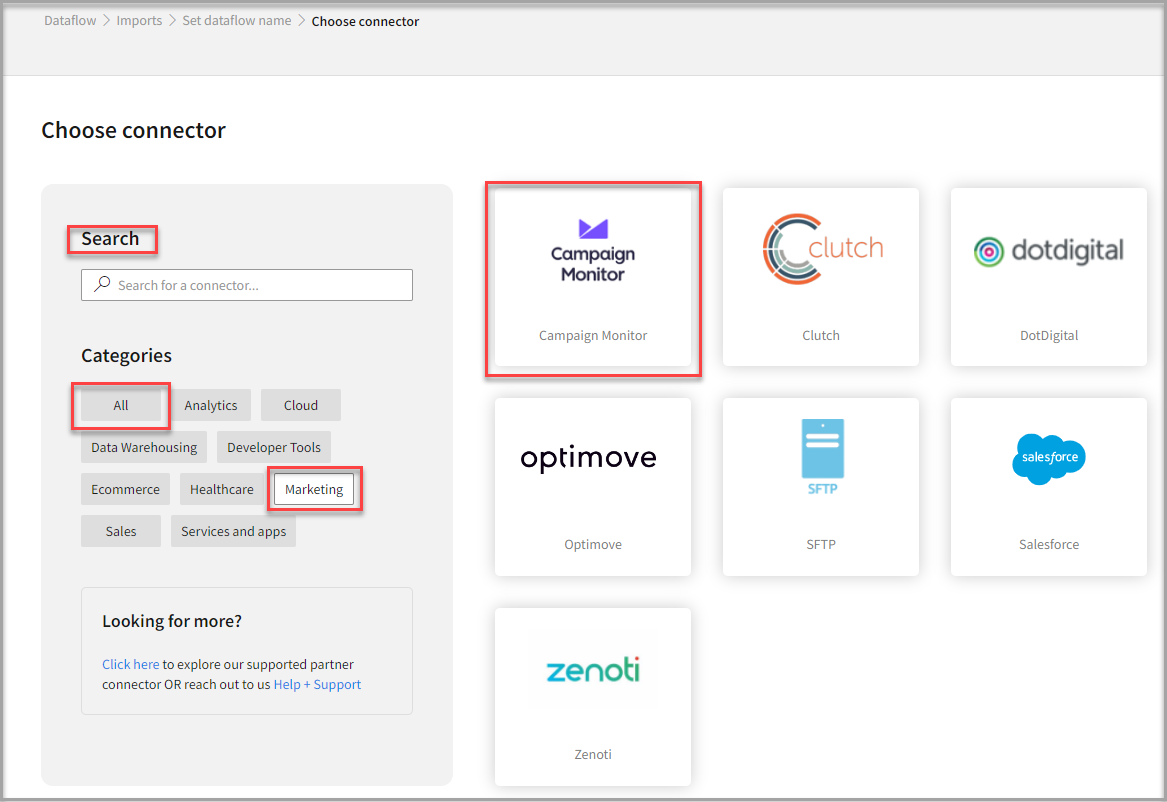 Dataflow > Imports > Set dataflow name > Choose connector
Choose connector
Search
Search for a connector...
Categories
All
Analytics
Cloud
Data Warehousing
Developer Tools
Ecommerce
Healthcare
Marketing
Sales
Services and apps
Looking for more?
Click here to explore our supported partner
connector OR reach out to us Help + Support
Campaign
Monitor
Campaign Monitor
clutch
Clutch
dotdigital
DotDigital
optimove
Optimove
SFTP
SFTP
salesforce
Salesforce
zenoti
Zenoti